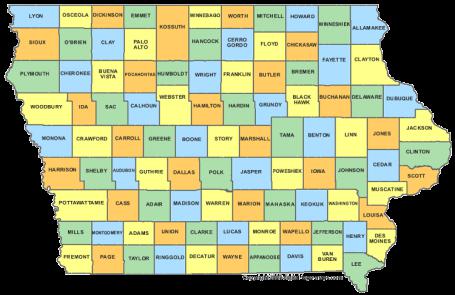 LYON OSCEOLA DICKINSON EMMET WINNEBAGO WORTH MITCHELL HOWARD WINNESHIEK ALLAMAKEE
KOSSUTH
SIOUX O'BRIEN CLAY PALO ALTO HANCOCK CERRO GORDO FLOYD CHICKASAW
FAYETTE CLAYTON
PLYMOUTH CHEROKEE BUENA VISTA POCAHONTAS HUMBOLDT WRIGHT FRANKLIN BUTLER BREMER
WEBSTER
WOODBURY IDA SAC CALHOUN HAMILTON HARDIN GRUNDY BLACK HAWK BUCHANAN DELAWARE DUBUQUE
MONONA CRAWFORD CARROLL GREENE BOONE STORY MARSHALL TAMA BENTON LINN JONES JACKSON
CLINTON
HARRISON SHELBY AUDUBON GUTHRIE DALLAS POLK JASPER POWESHIEK IOWA JOHNSON CEDAR SCOTT
MUSCATINE
POTTAWATTAMIE CASS ADAIR MADISON WARREN MARION MAHASKA KEOKUK WASHINGTON LOUISA
MILLS MONTGOMERY ADAMS UNION CLARKE LUCAS MONROE WAPELLO JEFFERSON HENRY DES MOINES
FREMONT PAGE TAYLOR RINGGOLD DECATUR WAYNE APPANOOSE DAVIS VAN BUREN LEE